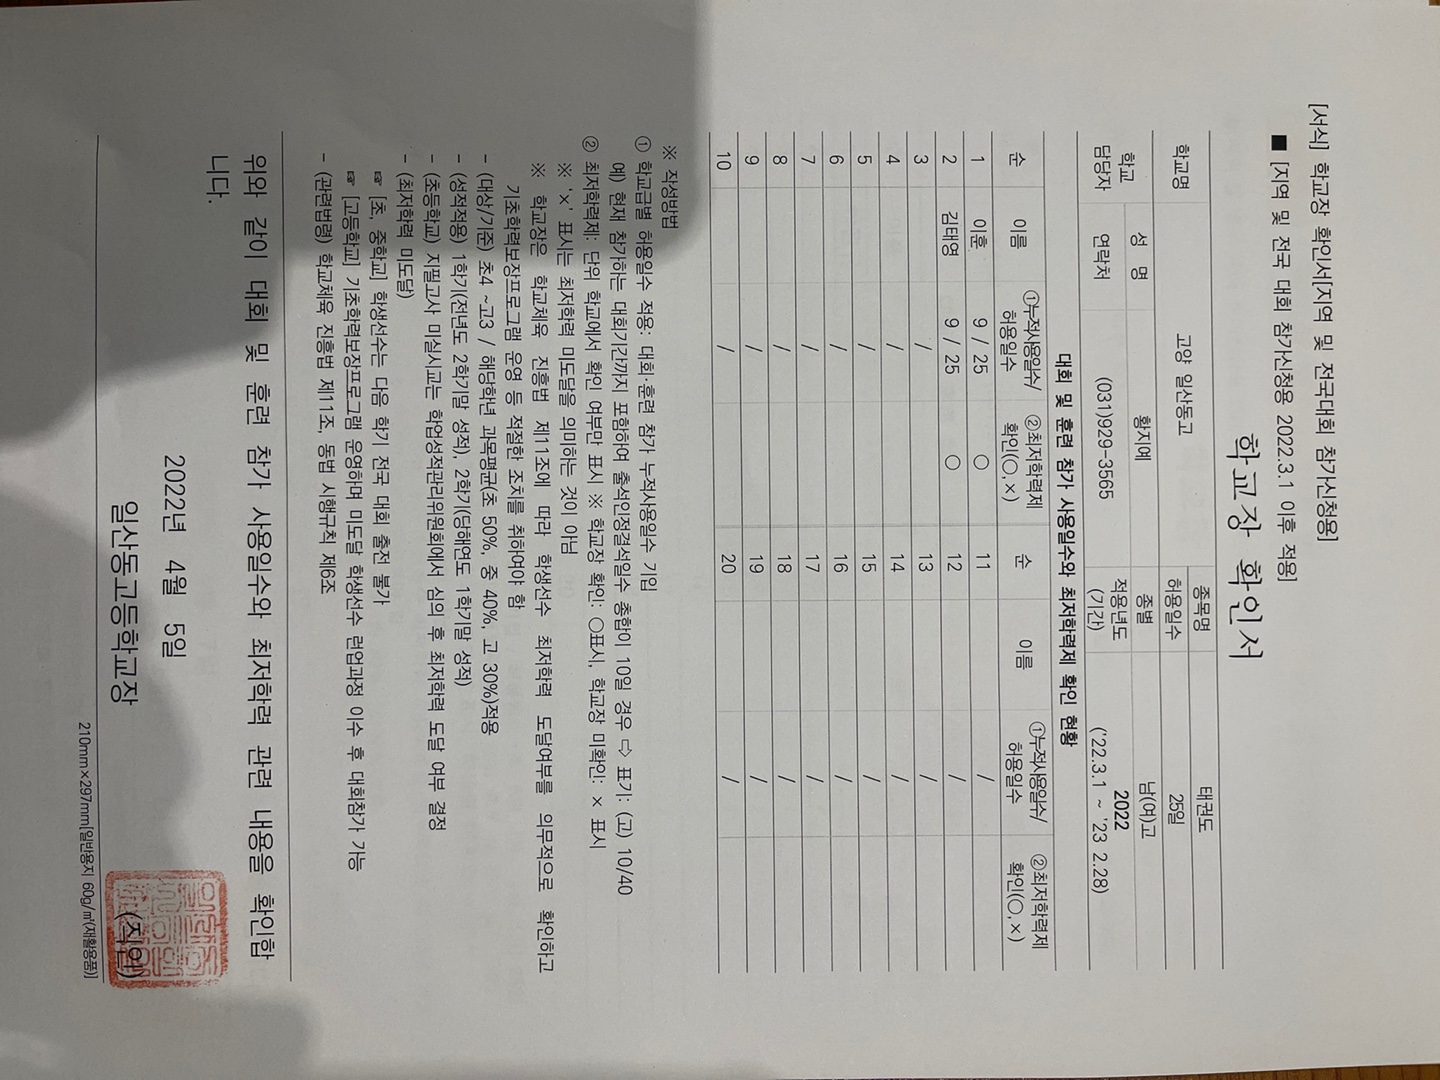 [서식] 학교장 확인서[지역 및 전국대회 참가신청용]
■ [지역 및 전국 대회 참가신청용 2022.3.1 이후 적용]
학교장 확인서
학교명 고양 일산동고 종목명 태권도
허용일수 25일
학교 담당자 성 명 황지에 종별 남(여)고
연락처 (031)929-3565 적용년도 (기간) 2022 ('22.3.1 ~ '23 2.28)
대회 및 훈련 참가 사용일수와 최저학력제 확인 현황
순 이름 ①누적사용일수/허용일수 ②최저학력제 확인(○,×) 순 이름 ①누적사용일수/허용일수 ②최저학력제 확인(○,×)
1 이훈 9 / 25 ○ 11 /
2 김태영 9 / 25 ○ 12 /
3 / 13 /
4 / 14 /
5 / 15 /
6 / 16 /
7 / 17 /
8 / 18 /
9 / 19 /
10 / 20 /
※ 작성방법
① 학교급별 허용일수 적용: 대회·훈련 참가 누적사용일수 기입
예) 현재 참가하는 대회기간까지 포함하여 출석인정결석일수 총합이 10일 경우 ⇨ 표기: (고) 10/40
② 최저학력제: 단위 학교에서 확인 여부만 표시 ※ 학교장 확인: ○표시, 학교장 미확인: × 표시
※ '×' 표시는 최저학력 미도달을 의미하는 것이 아님
※ 학교장은 학교체육 진흥법 제11조에 따라 학생선수 최저학력 도달여부를 의무적으로 확인하고
기초학력보장프로그램 운영 등 적절한 조치를 취하여야 함
- (대상/기준) 초4 ~고3 / 해당학년 과목평균(초 50%, 중 40%, 고 30%)적용
- (성적적용) 1학기(전년도 2학기말 성적), 2학기(당해연도 1학기말 성적)
- (초등학교) 지필고사 미실시교는 학업성적관리위원회에서 심의 후 최저학력 도달 여부 결정
- (최저학력 미도달)
☞ [초, 중학교] 학생선수는 다음 학기 전국 대회 출전 불가
☞ [고등학교] 기초학력보장프로그램 운영하며 미도달 학생선수 런업과정 이수 후 대회참가 가능
- (관련법령) 학교체육 진흥법 제11조, 동법 시행규칙 제6조
위와 같이 대회 및 훈련 참가 사용일수와 최저학력 관련 내용을 확인합
니다.
2022년 4월 5일
일산동고등학교장 (직인)
210mm×297mm[일반용지 60g/㎡(재활용품)]